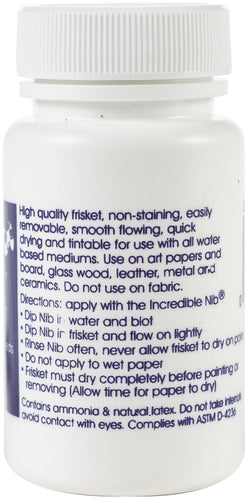 High quality frisket, non-staining, easily
removable, smooth flowing, quick
drying and tintable for use with all water
based mediums. Use on art papers and
board, glass wood, leather, metal and
ceramics. Do not use on fabric.
Directions: apply with the Incredible Nib®
• Dip Nib in water and blot
• Dip Nib in frisket and flow on lightly
• Rinse Nib often, never allow frisket to dry on
• Do not apply to wet paper
• Frisket must dry completely before painting or
removing (Allow time for paper to dry)
Contains ammonia & natural latex. Do not take
avoid contact with eyes. Complies with ASTM D-4236